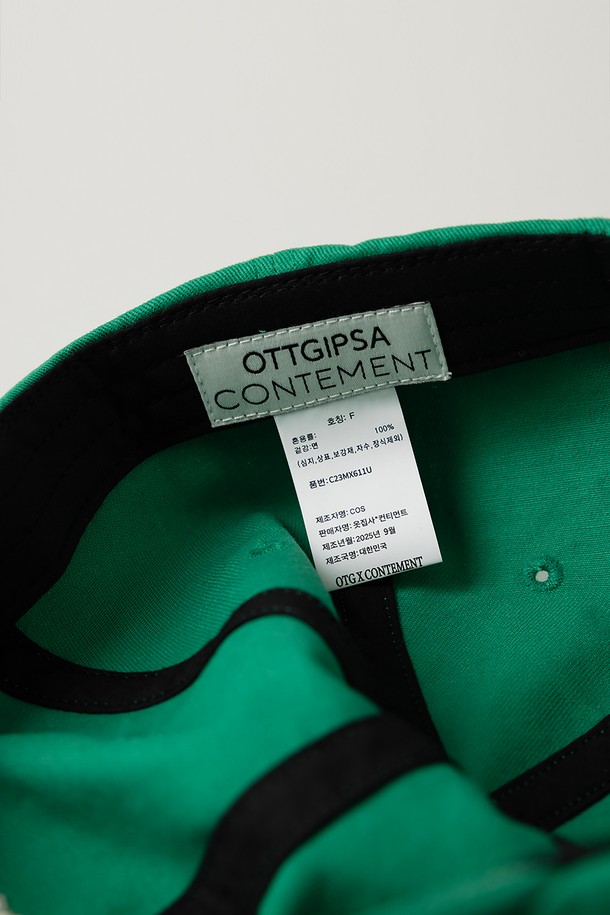 OTTGIPSA
CONTEMENT
호칭: F
혼용률:
겉감:면 100%
(심지,상표,보강재,자수,장식제외)
품번:C23MX611U
제조자명:COS
판매자명:옷집사*컨티먼트
제조년월:2025년 9월
제조국명:대한민국
OTG X CONTEMENT